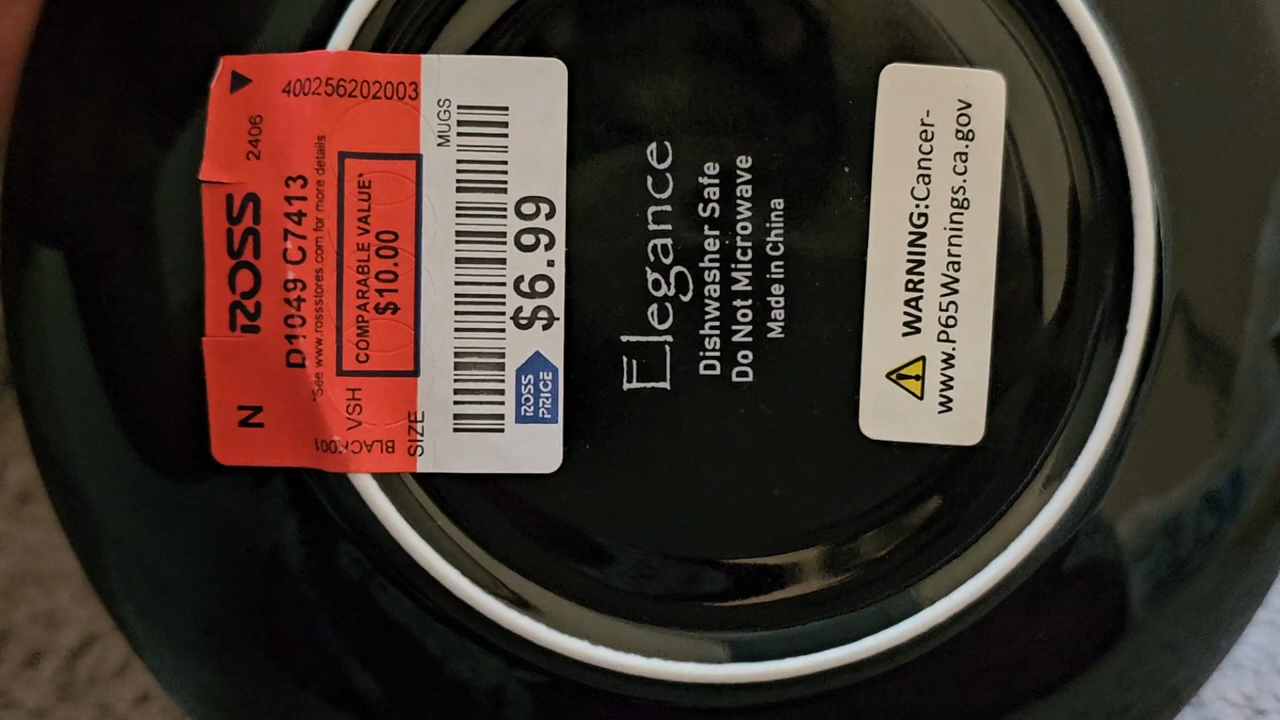 400256202003
2406
ROSS
N
D1049 C7413
*See www.rossstores.com for more details
COMPARABLE VALUE*
$10.00
VSH
BLACK001
SIZE
MUGS
$6.99
ROSS
PRICE
Elegance
Dishwasher Safe
Do Not Microwave
Made in China
WARNING:Cancer-
www.P65Warnings.ca.gov